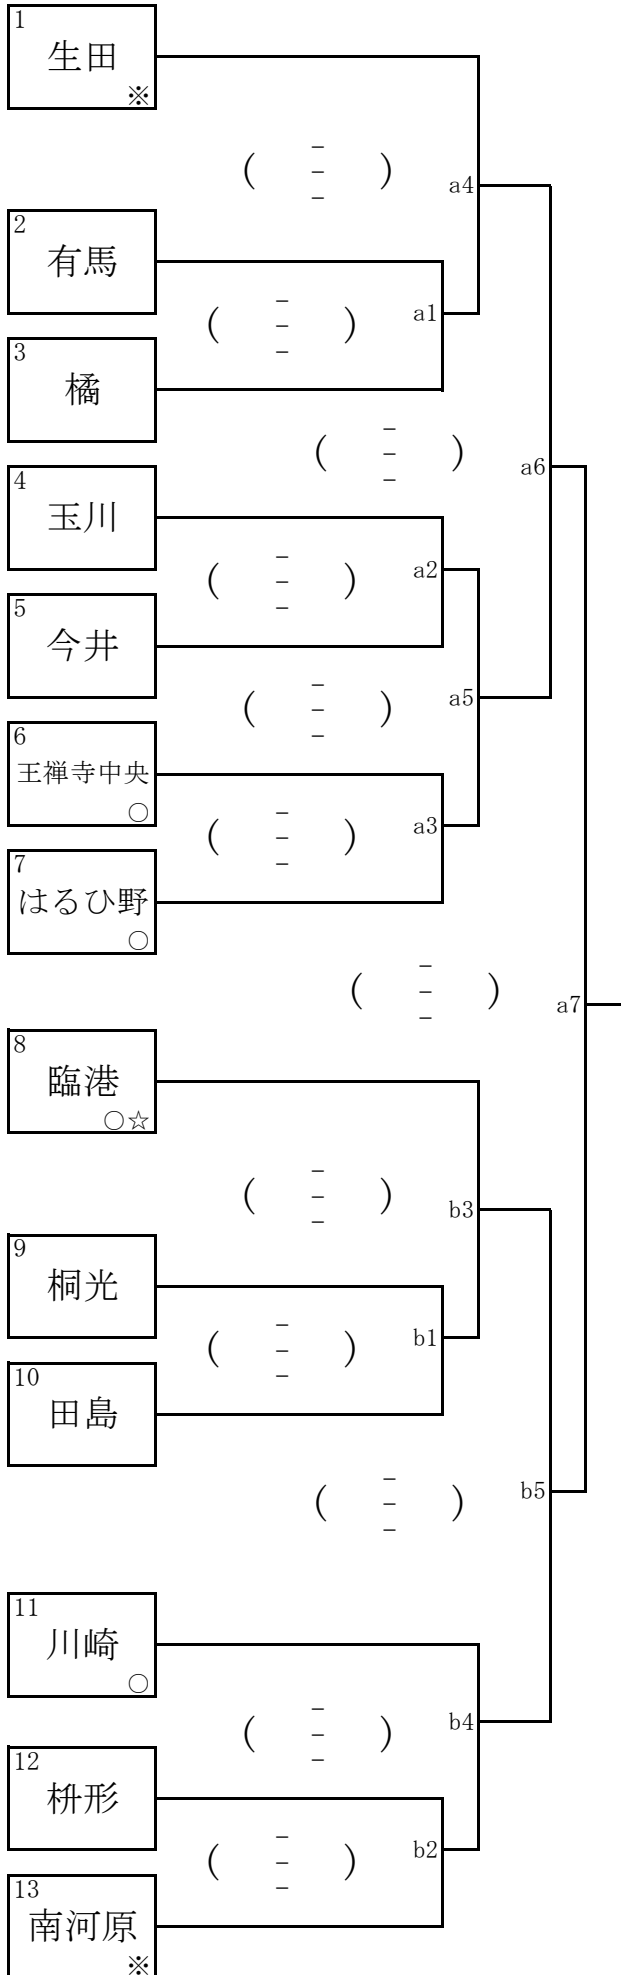 1
生田
※
-
( - )
-
a4
2
有馬
-
( - )
-
a1
3
橘
-
( - )
-
a6
4
玉川
-
( - )
-
a2
5
今井
-
( - )
-
a5
6
王禅寺中央
○
-
( - )
-
a3
7
はるひ野
○
-
( - )
-
a7
8
臨港
○☆
-
( - )
-
b3
9
桐光
-
( - )
-
b1
10
田島
-
( - )
-
b5
11
川崎
○
-
( - )
-
b4
12
枡形
-
( - )
-
b2
13
南河原
※